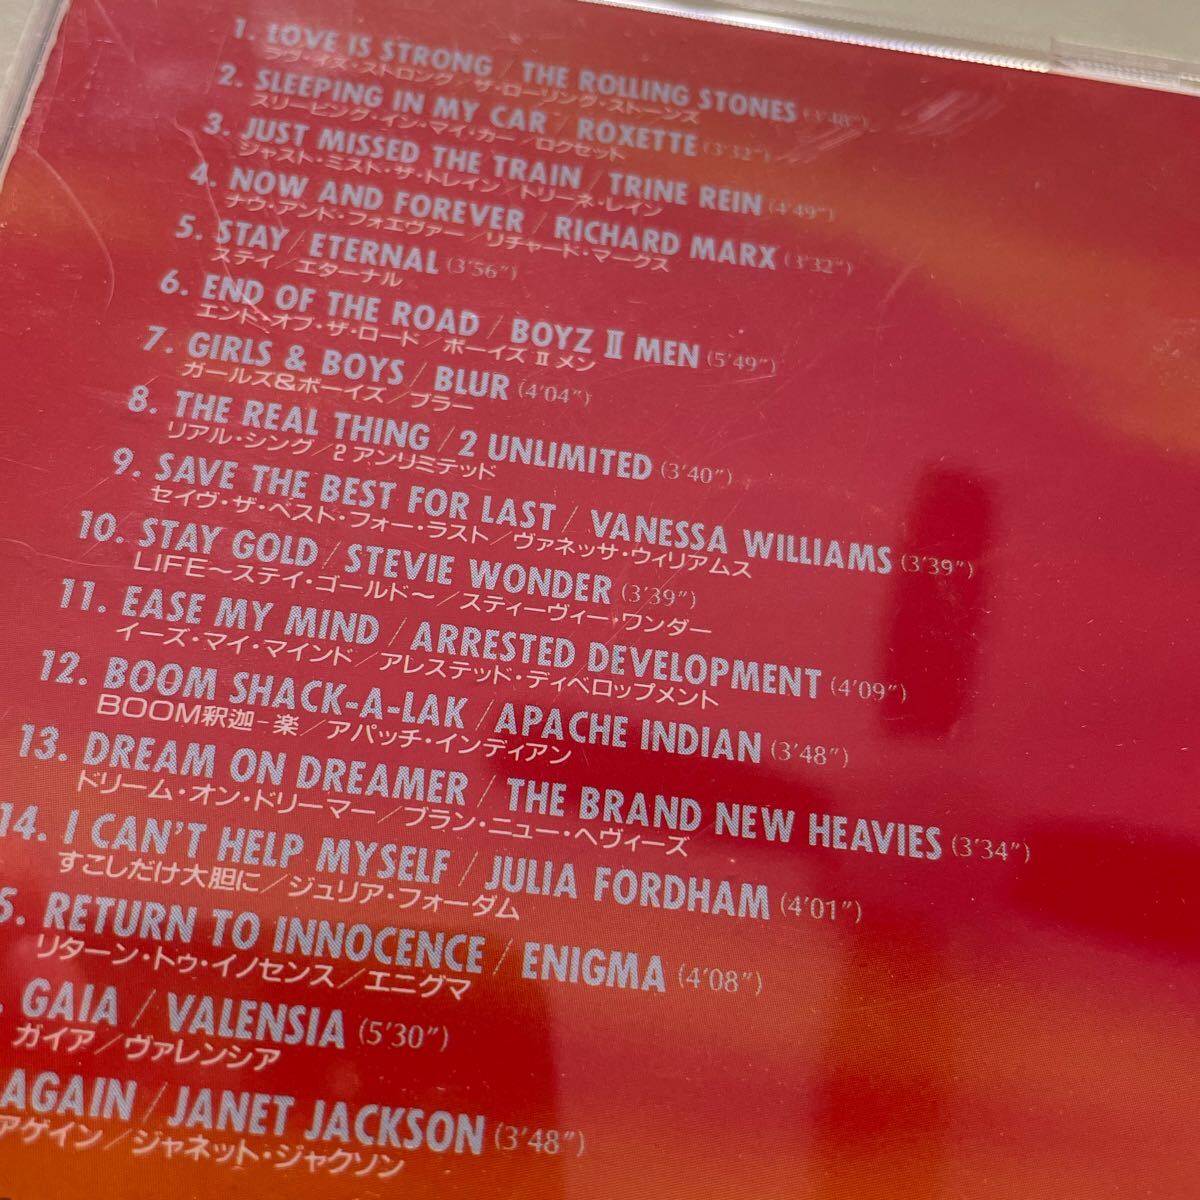 1. LOVE IS STRONG / THE ROLLING STONES (3'48")
ラヴ・イズ・ストロング／ザ・ローリング・ストーンズ
2. SLEEPING IN MY CAR / ROXETTE (3'32")
スリーピング・イン・マイ・カー／ロクセット
3. JUST MISSED THE TRAIN / TRINE REIN (4'49")
ジャスト・ミスト・ザ・トレイン／トリーネ・レイン
4. NOW AND FOREVER / RICHARD MARX (3'32")
ナウ・アンド・フォエヴァー／リチャード・マークス
5. STAY / ETERNAL (3'56")
ステイ／エターナル
6. END OF THE ROAD / BOYZ II MEN (5'49")
エンド・オブ・ザ・ロード／ボーイズ II メン
7. GIRLS & BOYS / BLUR (4'04")
ガールズ&ボーイズ／ブラー
8. THE REAL THING / 2 UNLIMITED (3'40")
リアル・シング／2 アンリミテッド
9. SAVE THE BEST FOR LAST / VANESSA WILLIAMS (3'39")
セイヴ・ザ・ベスト・フォー・ラスト／ヴァネッサ・ウィリアムス
10. STAY GOLD / STEVIE WONDER (3'39")
LIFE～ステイ・ゴールド～／スティーヴィー・ワンダー
11. EASE MY MIND / ARRESTED DEVELOPMENT (4'09")
イーズ・マイ・マインド／アレステッド・ディベロップメント
12. BOOM SHACK-A-LAK / APACHE INDIAN (3'48")
BOOM釈迦-楽／アパッチ・インディアン
13. DREAM ON DREAMER / THE BRAND NEW HEAVIES (3'34")
ドリーム・オン・ドリーマー／ブラン・ニュー・ヘヴィーズ
14. I CAN'T HELP MYSELF / JULIA FORDHAM (4'01")
すこしだけ大胆に／ジュリア・フォーダム
5. RETURN TO INNOCENCE / ENIGMA (4'08")
リターン・トゥ・イノセンス／エニグマ
. GAIA / VALENSIA (5'30")
ガイア／ヴァレンシア
AGAIN / JANET JACKSON (3'48")
アゲイン／ジャネット・ジャクソン